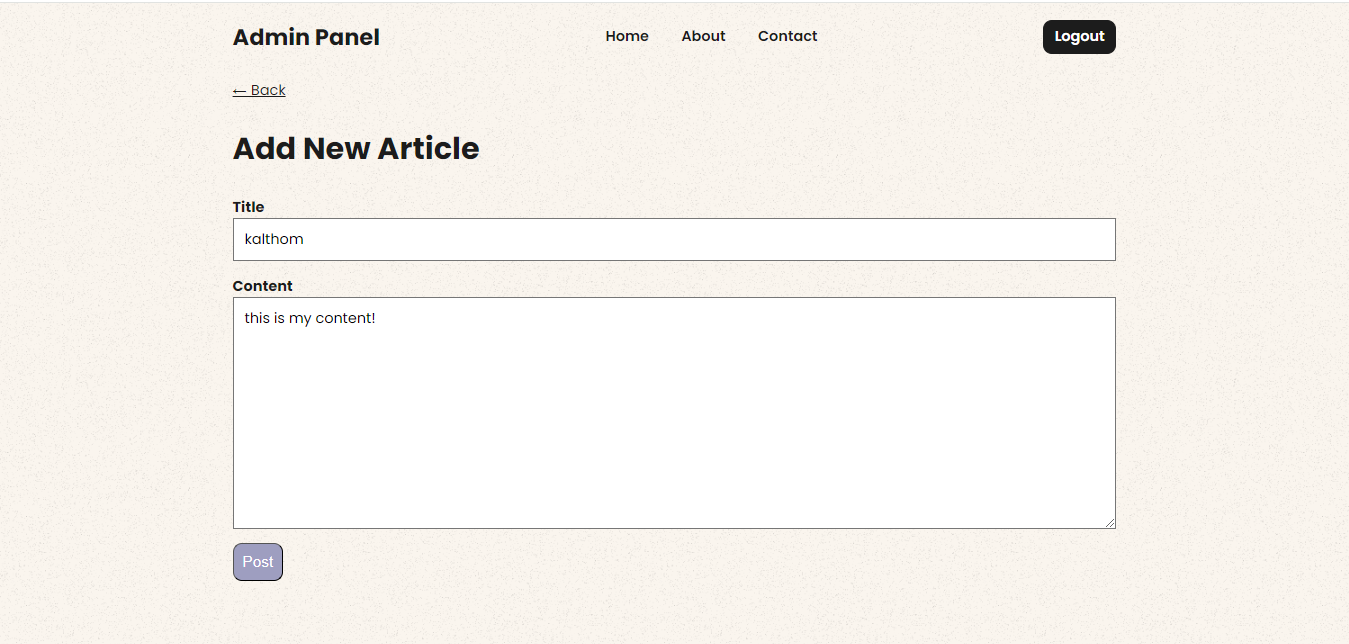 Admin Panel Home About Contact Logout
← Back
Add New Article
Title
kalthom
Content
this is my content!
Post